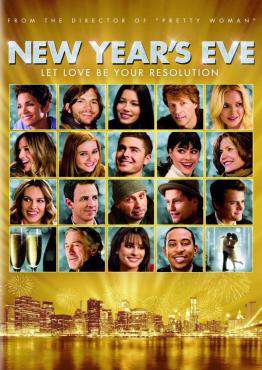 FROM THE DIRECTOR OF "PRETTY WOMAN"
NEW YEAR'S EVE
LET LOVE BE YOUR RESOLUTION